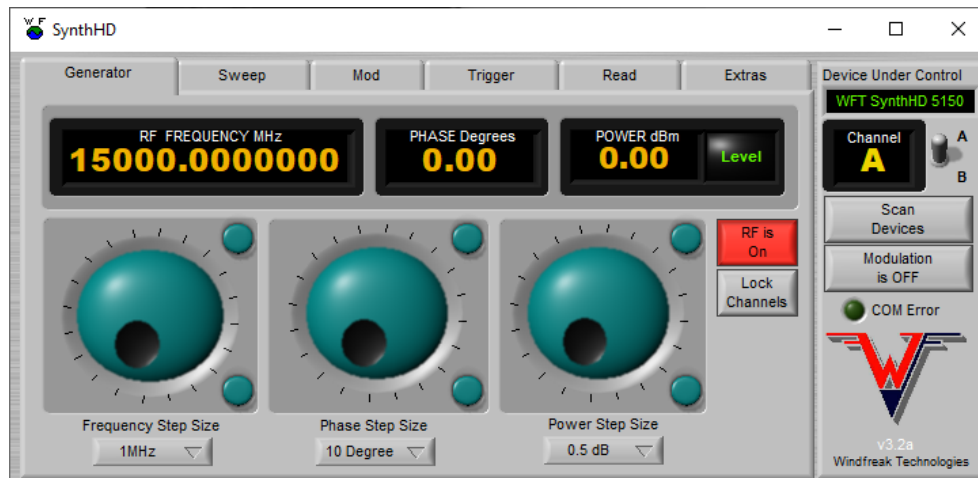 W F
SynthHD
Generator
Sweep
Mod
Trigger
Read
Extras
RF FREQUENCY MHz
15000.0000000
PHASE Degrees
0.00
POWER dBm
0.00
Level
RF is
On
Lock
Channels
Frequency Step Size
1MHz
Phase Step Size
10 Degree
Power Step Size
0.5 dB
Device Under Control
WFT SynthHD 5150
Channel
A
A
B
Scan
Devices
Modulation
is OFF
COM Error
W
v3.2a
Windfreak Technologies